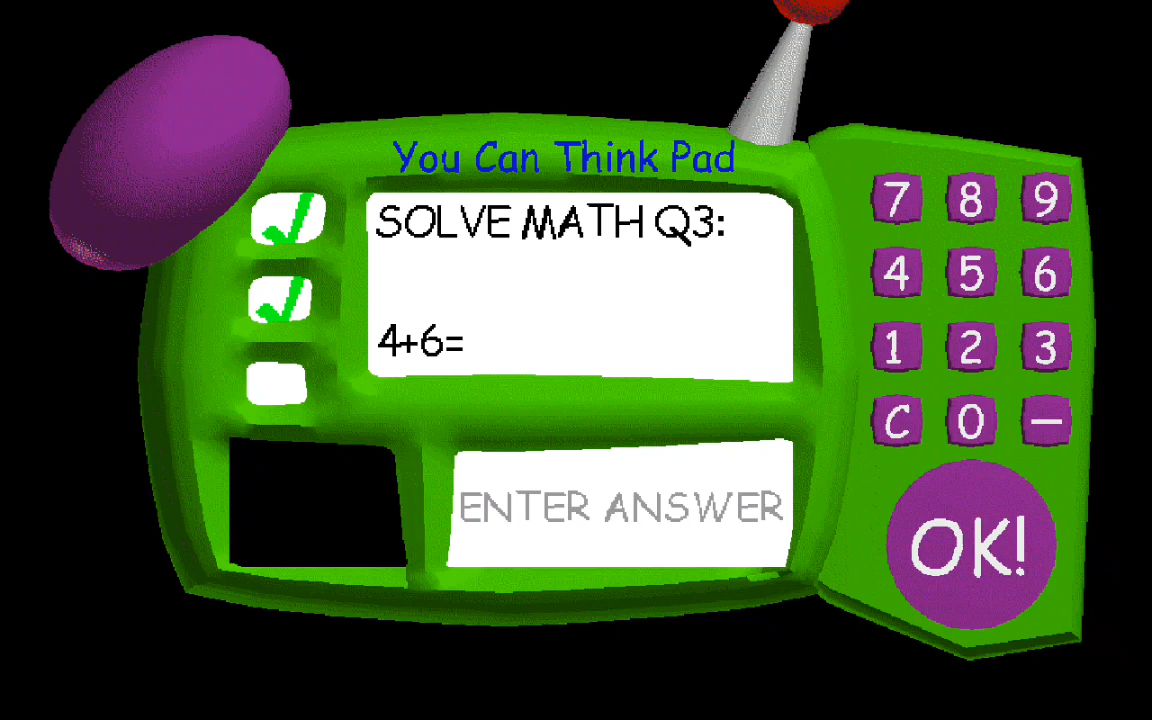 You Can Think Pad
SOLVE MATH Q3:
4+6=
ENTER ANSWER
7 8 9
4 5 6
1 2 3
C 0 −
OK!